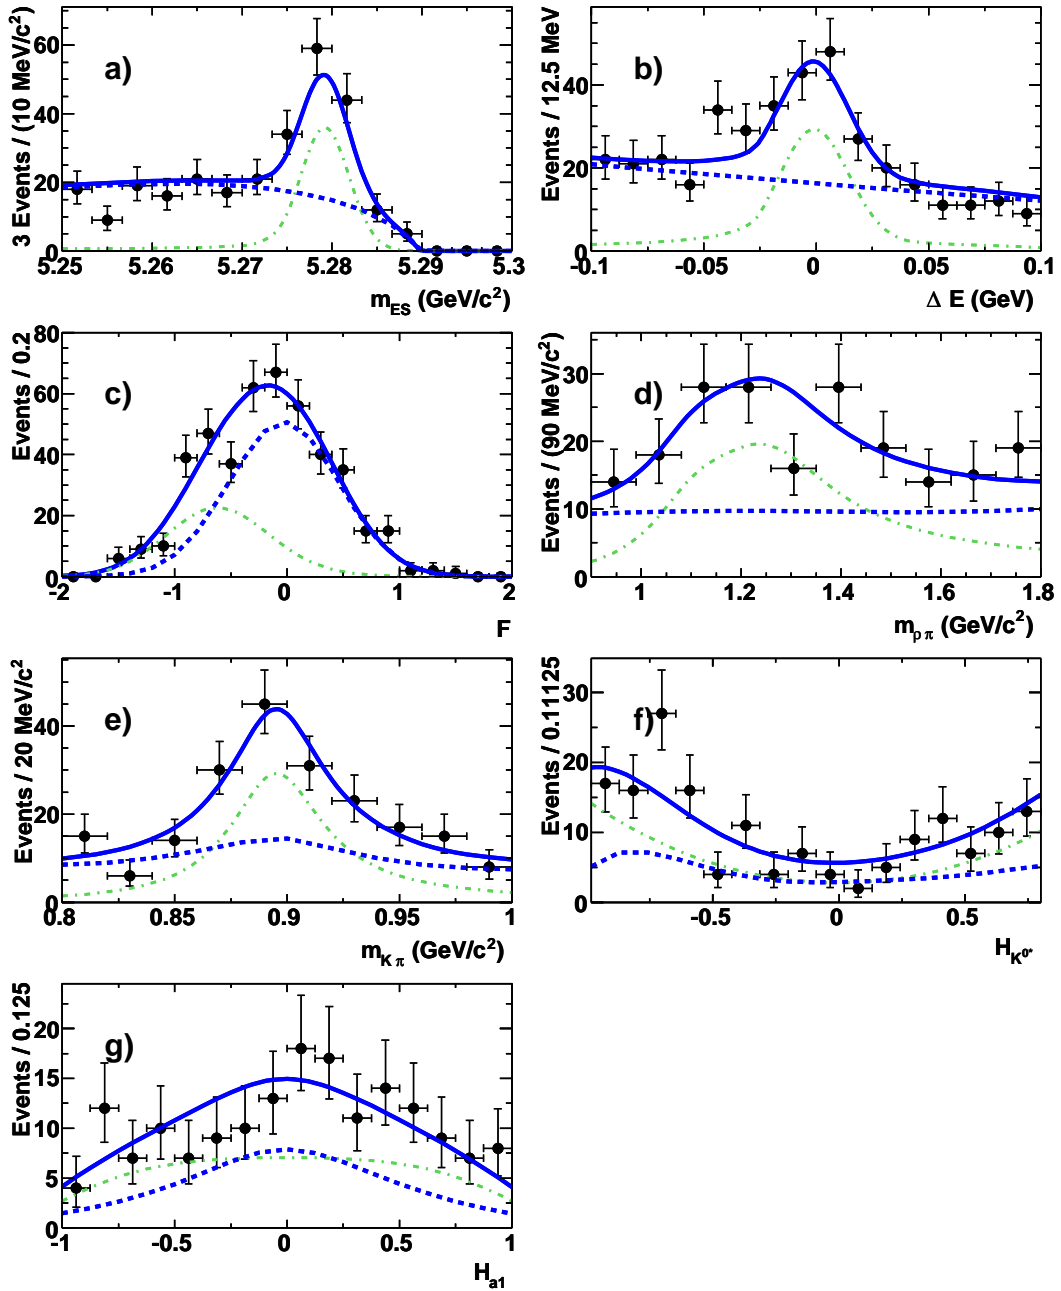 3 Events / (10 MeV/c²)
a)
60
40
20
0
5.25 5.26 5.27 5.28 5.29 5.3
m_ES (GeV/c²)
Events / 12.5 MeV
b)
40
20
0
-0.1 -0.05 0 0.05 0.1
Δ E (GeV)
Events / 0.2
c)
80
60
40
20
0
-2 -1 0 1 2
F
Events / (90 MeV/c²)
d)
30
20
10
0
1 1.2 1.4 1.6 1.8
m_pπ (GeV/c²)
Events / 20 MeV/c²
e)
40
20
0
0.8 0.85 0.9 0.95 1
m_Kπ (GeV/c²)
Events / 0.11125
f)
30
20
10
0
-0.5 0 0.5
H_K⁰*
Events / 0.125
g)
20
15
10
5
0
-1 -0.5 0 0.5 1
H_a1